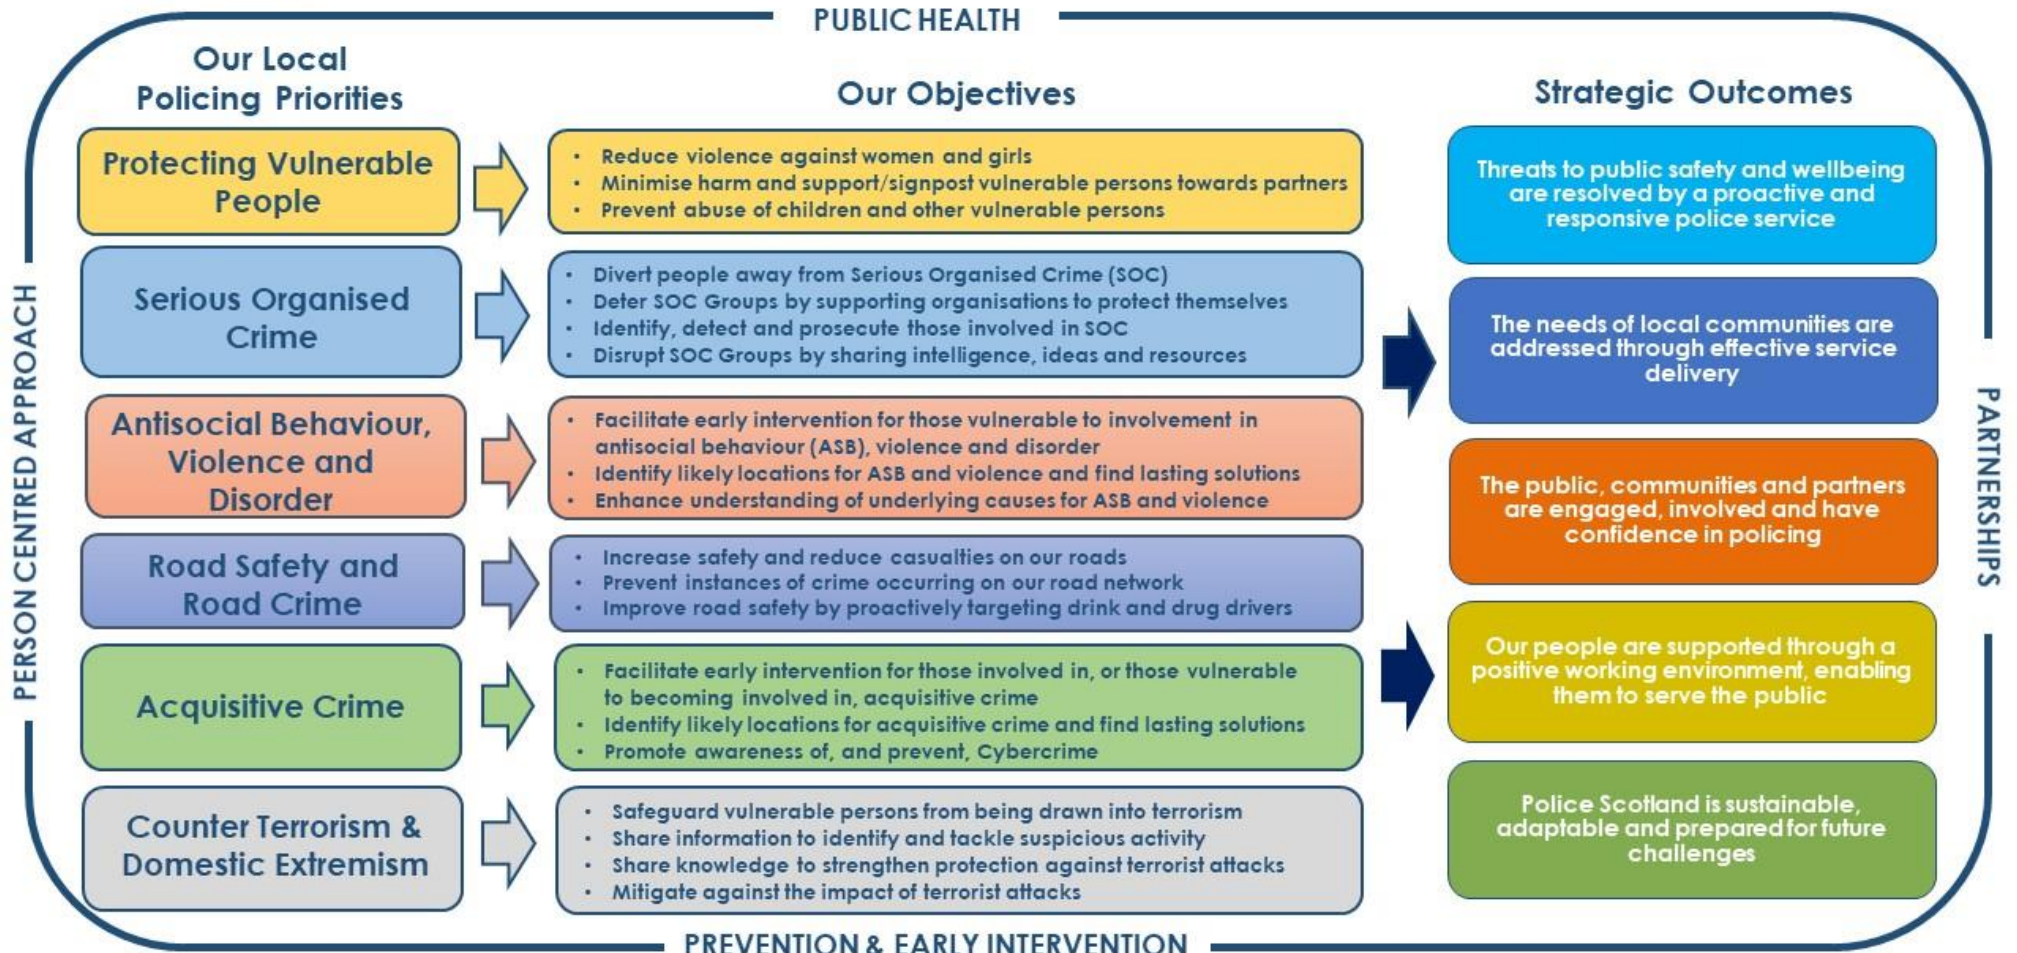 PUBLIC HEALTH
Our Local
Policing Priorities
Our Objectives
Strategic Outcomes
Protecting Vulnerable
People
• Reduce violence against women and girls
• Minimise harm and support/signpost vulnerable persons towards partners
• Prevent abuse of children and other vulnerable persons
Serious Organised
Crime
• Divert people away from Serious Organised Crime (SOC)
• Deter SOC Groups by supporting organisations to protect themselves
• Identify, detect and prosecute those involved in SOC
• Disrupt SOC Groups by sharing intelligence, ideas and resources
Antisocial Behaviour,
Violence and
Disorder
• Facilitate early intervention for those vulnerable to involvement in
antisocial behaviour (ASB), violence and disorder
• Identify likely locations for ASB and violence and find lasting solutions
• Enhance understanding of underlying causes for ASB and violence
Road Safety and
Road Crime
• Increase safety and reduce casualties on our roads
• Prevent instances of crime occurring on our road network
• Improve road safety by proactively targeting drink and drug drivers
Acquisitive Crime
• Facilitate early intervention for those involved in, or those vulnerable
to becoming involved in, acquisitive crime
• Identify likely locations for acquisitive crime and find lasting solutions
• Promote awareness of, and prevent, Cybercrime
Counter Terrorism &
Domestic Extremism
• Safeguard vulnerable persons from being drawn into terrorism
• Share information to identify and tackle suspicious activity
• Share knowledge to strengthen protection against terrorist attacks
• Mitigate against the impact of terrorist attacks
Threats to public safety and wellbeing
are resolved by a proactive and
responsive police service
The needs of local communities are
addressed through effective service
delivery
The public, communities and partners
are engaged, involved and have
confidence in policing
Our people are supported through a
positive working environment, enabling
them to serve the public
Police Scotland is sustainable,
adaptable and prepared for future
challenges
PERSON CENTRED APPROACH
PARTNERSHIPS
PREVENTION & EARLY INTERVENTION